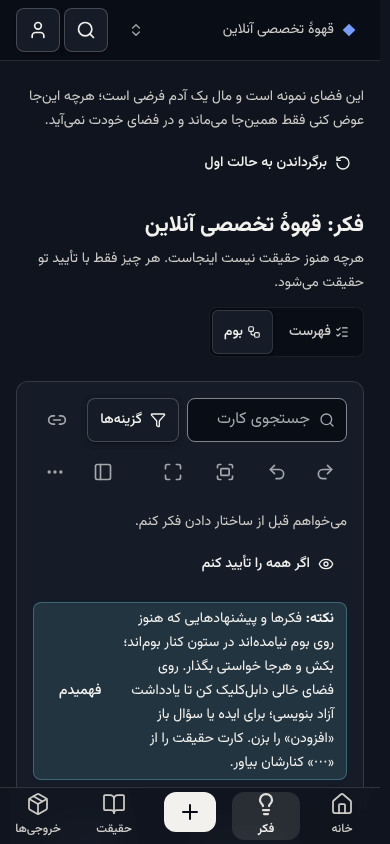 قهوهٔ تخصصی آنلاین
این فضای نمونه است و مال یک آدم فرضی است؛ هرچه این‌جا
عوض کنی فقط همین‌جا می‌ماند و در فضای خودت نمی‌آید.
برگرداندن به حالت اول
فکر: قهوهٔ تخصصی آنلاین
هرچه هنوز حقیقت نیست اینجاست. هر چیز فقط با تأیید تو
حقیقت می‌شود.
فهرست
بوم
جستجوی کارت
گزینه‌ها
می‌خواهم قبل از ساختار دادن فکر کنم.
اگر همه را تأیید کنم
نکته: فکرها و پیشنهادهایی که هنوز
روی بوم نیامده‌اند در ستون کنار بوم‌اند؛
بکش و هرجا خواستی بگذار. روی
فضای خالی دابل‌کلیک کن تا یادداشت
آزاد بنویسی؛ برای ایده یا سؤال باز
«افزودن» را بزن. کارت حقیقت را از
«⋯» کنارشان بیاور.
فهمیدم
خانه
فکر
حقیقت
خروجی‌ها